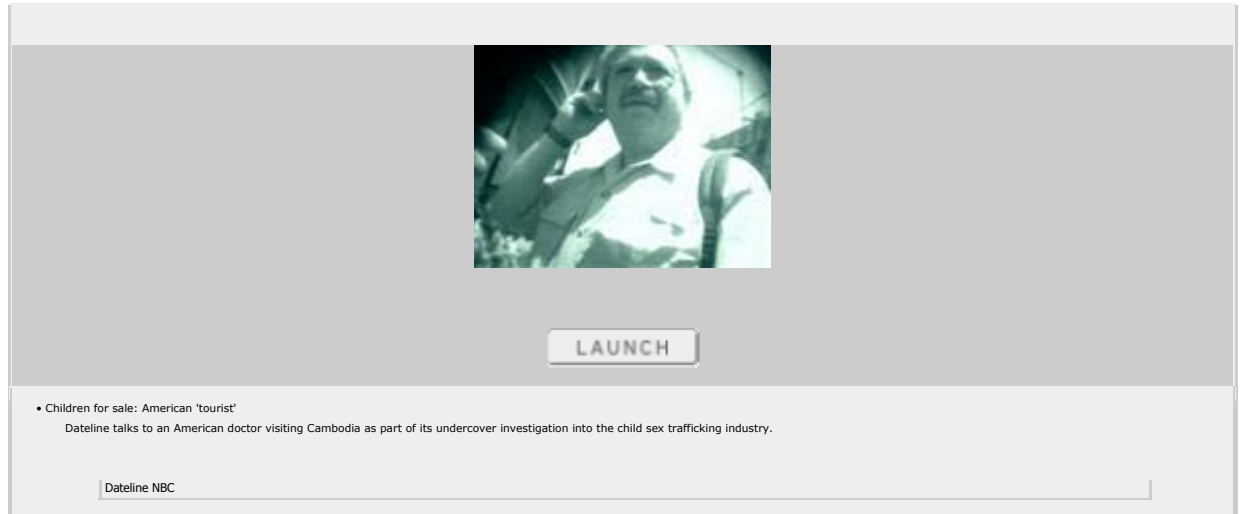 LAUNCH
• Children for sale: American 'tourist'
Dateline talks to an American doctor visiting Cambodia as part of its undercover investigation into the child sex trafficking industry.
Dateline NBC